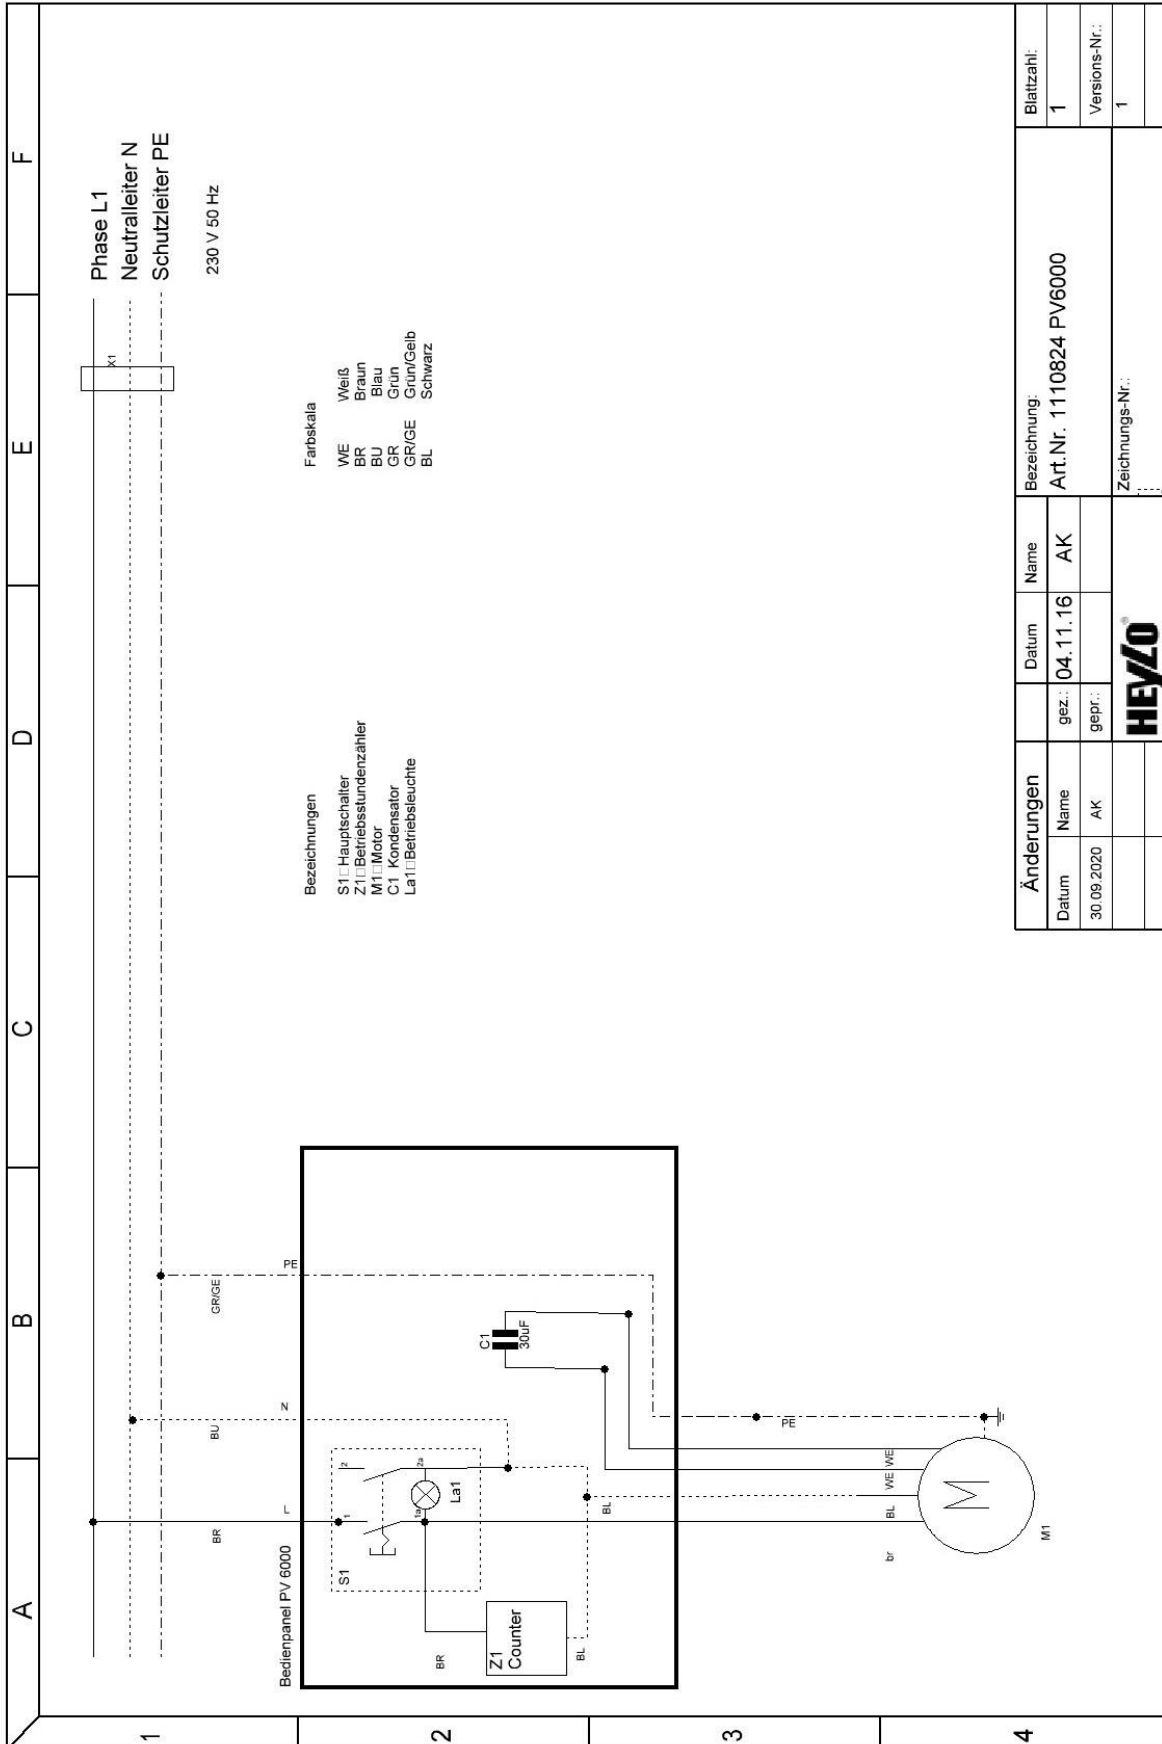 A
B
C
D
E
F
1
2
3
4
Phase L1
Neutralleiter N
Schutzleiter PE
230 V 50 Hz
X1
Bezeichnungen
S1□Hauptschalter
Z1□Betriebsstundenzähler
M1□Motor
C1 Kondensator
La1□Betriebsleuchte
Farbskala
WE Weiß
BR Braun
BU Blau
GR Grün
GR/GE Grün/Gelb
BL Schwarz
Bedienpanel PV 6000
BR
L
BU
N
GR/GE
PE
S1
1
2
1a
2a
La1
C1
30uF
BR
Z1
Counter
BL
BL
PE
br
BL
WE
WE
M
M1
Änderungen
Datum Name
30.09.2020 AK
Datum Name
gez.: 04.11.16 AK
gepr.:
HEYLO®
Bezeichnung:
Art.Nr. 1110824 PV6000
Zeichnungs-Nr.:
Blattzahl:
1
Versions-Nr.:
1